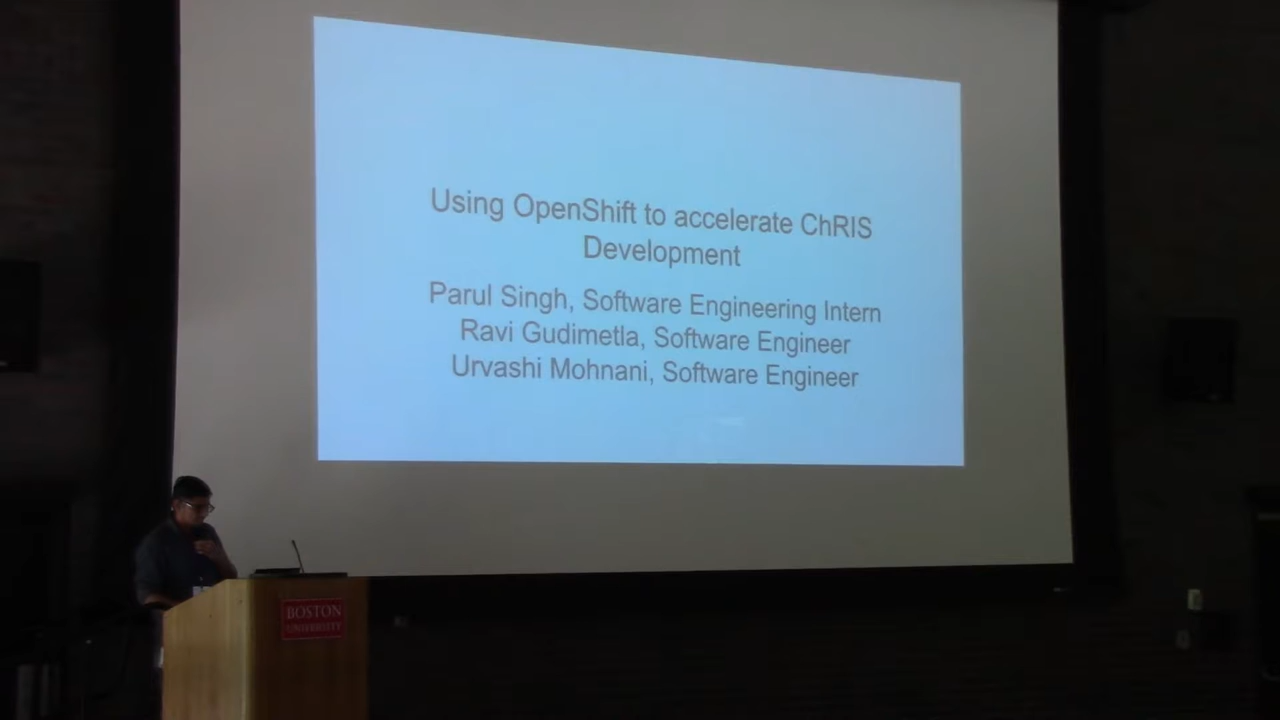 Using OpenShift to accelerate ChRIS
Development
Parul Singh, Software Engineering Intern
Ravi Gudimetla, Software Engineer
Urvashi Mohnani, Software Engineer
BOSTON
UNIVERSITY